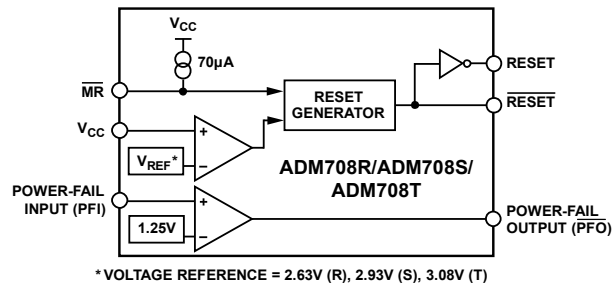 VCC
70µA
MR
RESET
GENERATOR
RESET
RESET
VCC
+
VREF*
−
ADM708R/ADM708S/
ADM708T
POWER-FAIL
INPUT (PFI)
+
1.25V
−
POWER-FAIL
OUTPUT (PFO)
* VOLTAGE REFERENCE = 2.63V (R), 2.93V (S), 3.08V (T)